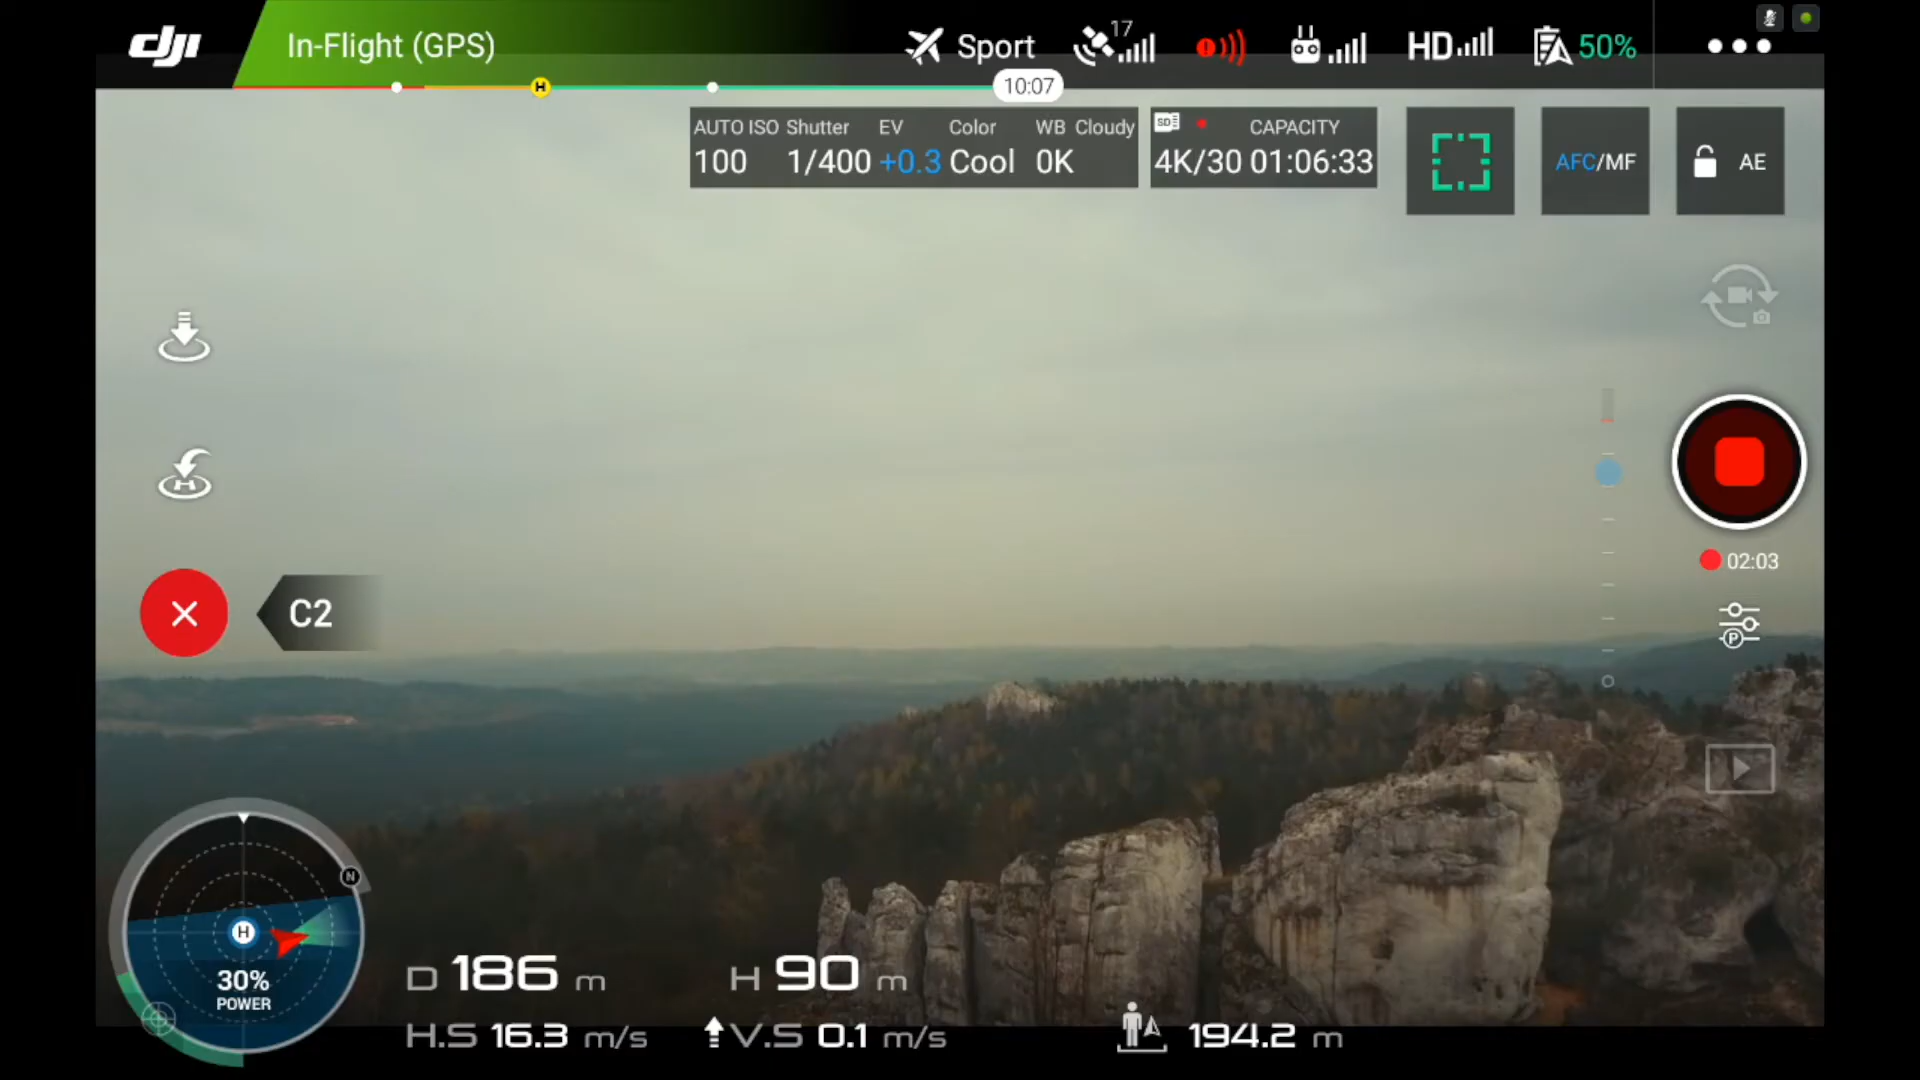 dji In-Flight (GPS) Sport 17 HD 50%
H 10:07
AUTO ISO Shutter EV Color WB Cloudy
100 1/400 +0.3 Cool 0K
SD CAPACITY
4K/30 01:06:33
AFC/MF
AE
H
C2
02:03
P
N
H
30%
POWER
D 186 m H 90 m
H.S 16.3 m/s V.S 0.1 m/s 194.2 m